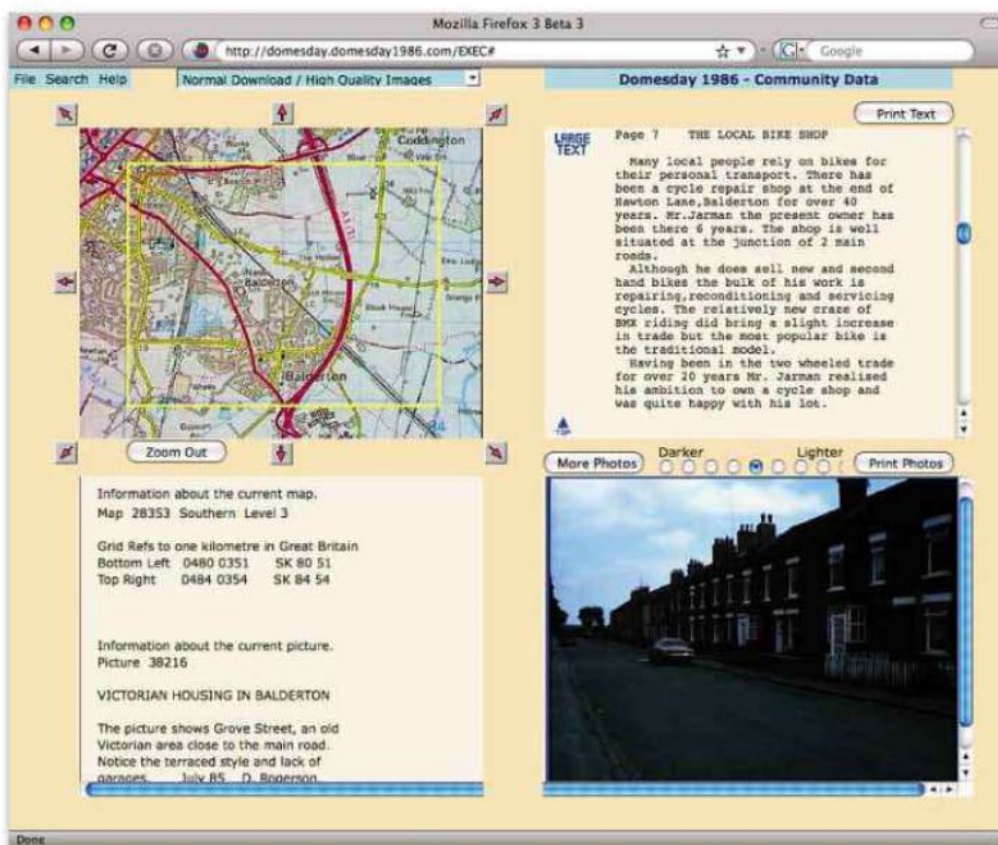 Mozilla Firefox 3 Beta 3
http://domesday.domesday1986.com/EXEC#
G
Google
File Search Help
Normal Download / High Quality Images
Domesday 1986 - Community Data
Print Text
Coddington
The Hollies
A1(T)
New Balderton
Balderton
LARGE
TEXT
Page 7 THE LOCAL BIKE SHOP
Many local people rely on bikes for
their personal transport. There has
been a cycle repair shop at the end of
Hawton Lane,Balderton for over 40
years. Mr.Jarman the present owner has
been there 6 years. The shop is well
situated at the junction of 2 main
roads.
Although he does sell new and second
hand bikes the bulk of his work is
repairing,reconditioning and servicing
cycles. The relatively new craze of
BMX riding did bring a slight increase
in trade but the most popular bike is
the traditional model.
Having been in the two wheeled trade
for over 20 years Mr. Jarman realised
his ambition to own a cycle shop and
was quite happy with his lot.
TOP
Zoom Out
More Photos
Darker
Lighter
Print Photos
Information about the current map.
Map 28353 Southern Level 3
Grid Refs to one kilometre in Great Britain
Bottom Left 0480 0351 SK 80 51
Top Right 0484 0354 SK 84 54
Information about the current picture.
Picture 38216
VICTORIAN HOUSING IN BALDERTON
The picture shows Grove Street, an old
Victorian area close to the main road.
Notice the terraced style and lack of
garages. July 85 D. Rogerson.
Done